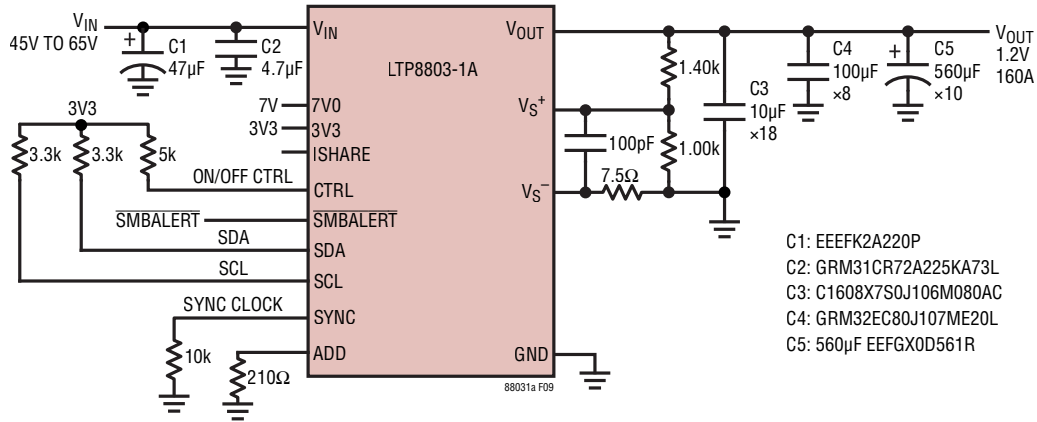 VIN
45V TO 65V
+
C1
47µF
C2
4.7µF
VIN
VOUT
LTP8803-1A
1.40k
C3
10µF
×18
C4
100µF
×8
+
C5
560µF
×10
VOUT
1.2V
160A
3V3
7V
7V0
3V3
3V3
ISHARE
VS+
100pF
1.00k
3.3k
3.3k
5k
ON/OFF CTRL
CTRL
VS−
7.5Ω
SMBALERT
SMBALERT
SDA
SDA
SCL
SCL
SYNC CLOCK
SYNC
10k
ADD
210Ω
GND
88031a F09
C1: EEEFK2A220P
C2: GRM31CR72A225KA73L
C3: C1608X7S0J106M080AC
C4: GRM32EC80J107ME20L
C5: 560µF EEFGX0D561R